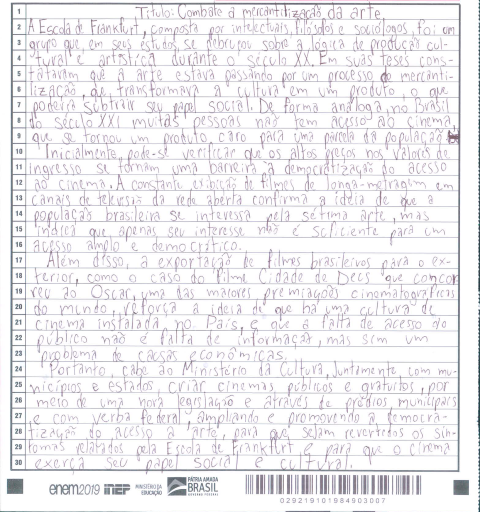 1 Título: Combate à mercantilização da arte
2 A Escola de Frankfurt, composta por intelectuais, filósofos e sociólogos, foi um
3 grupo que, em seus estudos, se debruçou sobre a lógica de produção cul-
4 tural e artística durante o século XX. Em suas teses cons-
5 tataram que a arte estava passando por um processo de mercanti-
6 lização, que transformava a cultura em um produto, o que
7 poderia subtrair seu papel social. De forma análoga no Brasil
8 do século XXI muitas pessoas não tem acesso ao cinema,
9 que se tornou um produto caro para uma parcela da população
10 Inicialmente, pode-se verificar que os altos preços nos valores de
11 ingresso se tornam uma barreira à democratização do acesso
12 ao cinema. A constante exibição de filmes de longa-metragem em
13 canais de televisão da rede aberta confirma a ideia de que a
14 população brasileira se interessa pela sétima arte, mas
15 indica que apenas seu interesse não é suficiente para um
16 acesso amplo e democrático.
17 Além disso, a exportação de filmes brasileiros para o ex-
18 terior, como o caso do filme Cidade de Deus que concor
19 reu ao Oscar, uma das maiores premiações cinematográficas
20 do mundo, reforça a ideia de que há uma cultura de
21 cinema instalada no País, e que a falta de acesso do
22 público não é falta de informação, mas sim um
23 problema de causas econômicas.
24 Portanto, cabe ao Ministério da Cultura, juntamente com mu-
25 nicípios e estados, criar cinemas públicos e gratuitos, por
26 meio de uma nova legislação e através de prédios municipais
27 e com verba federal, ampliando e promovendo a democra-
28 tização do acesso a arte, para que sejam revertidos os sin-
29 tomas relatados pela Escola de Frankfurt e para que o cinema
30 exerça seu papel social e cultural.
enem2019 INEP MINISTÉRIO DA EDUCAÇÃO PÁTRIA AMADA BRASIL GOVERNO FEDERAL
029219101984903007